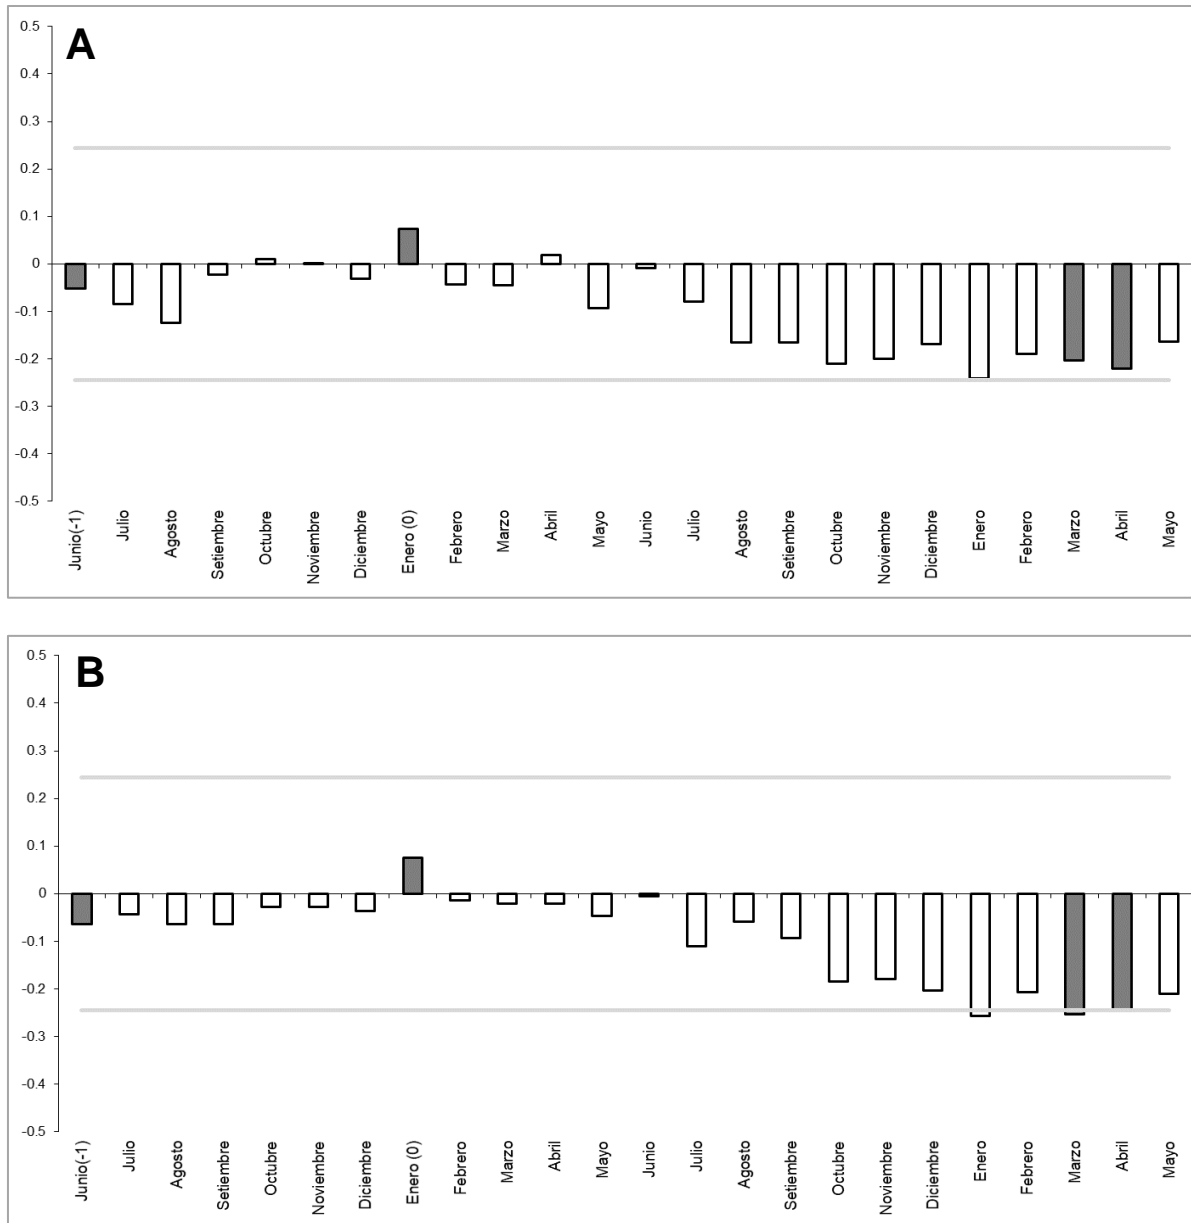 A
0.5
0.4
0.3
0.2
0.1
0
-0.1
-0.2
-0.3
-0.4
-0.5
Junio(-1)
Julio
Agosto
Setiembre
Octubre
Noviembre
Diciembre
Enero (0)
Febrero
Marzo
Abril
Mayo
Junio
Julio
Agosto
Setiembre
Octubre
Noviembre
Diciembre
Enero
Febrero
Marzo
Abril
Mayo
B
0.5
0.4
0.3
0.2
0.1
0
-0.1
-0.2
-0.3
-0.4
-0.5
Junio(-1)
Julio
Agosto
Setiembre
Octubre
Noviembre
Diciembre
Enero (0)
Febrero
Marzo
Abril
Mayo
Junio
Julio
Agosto
Setiembre
Octubre
Noviembre
Diciembre
Enero
Febrero
Marzo
Abril
Mayo